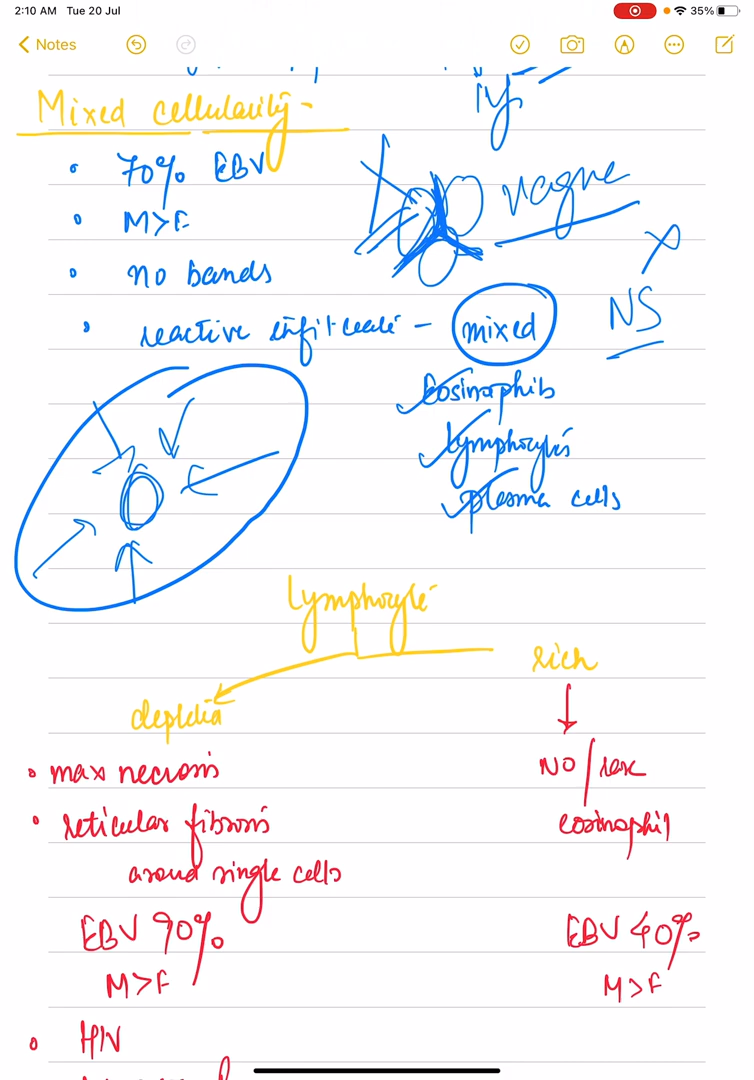 2:10 AM Tue 20 Jul 35%
Notes
Mixed cellularity -
• 70% EBV
• M>F
• no bands
vague
NS
• reactive infiltrate - mixed
Eosinophils
Lymphocytes
plasma cells
Lymphocyte
rich
depletia
• max necrosis
NO / rare
• reticular fibrosis
eosinophil
around single cells
EBV 90%
EBV 40%
M>F
M>F
• HIV